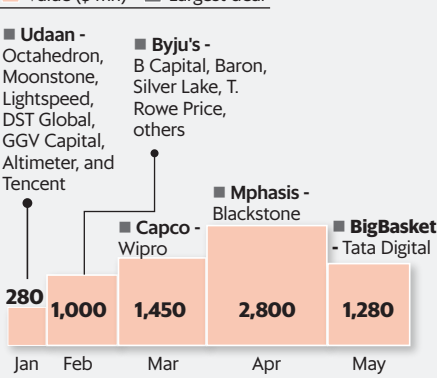 Value ($ mn) ■ Largest deal
■ Udaan -
Octahedron,
Moonstone,
Lightspeed,
DST Global,
GGV Capital,
Altimeter, and
Tencent
■ Byju's -
B Capital, Baron,
Silver Lake, T.
Rowe Price,
others
■ Capco -
Wipro
■ Mphasis -
Blackstone
■ BigBasket
- Tata Digital
280
1,000
1,450
2,800
1,280
Jan Feb Mar Apr May